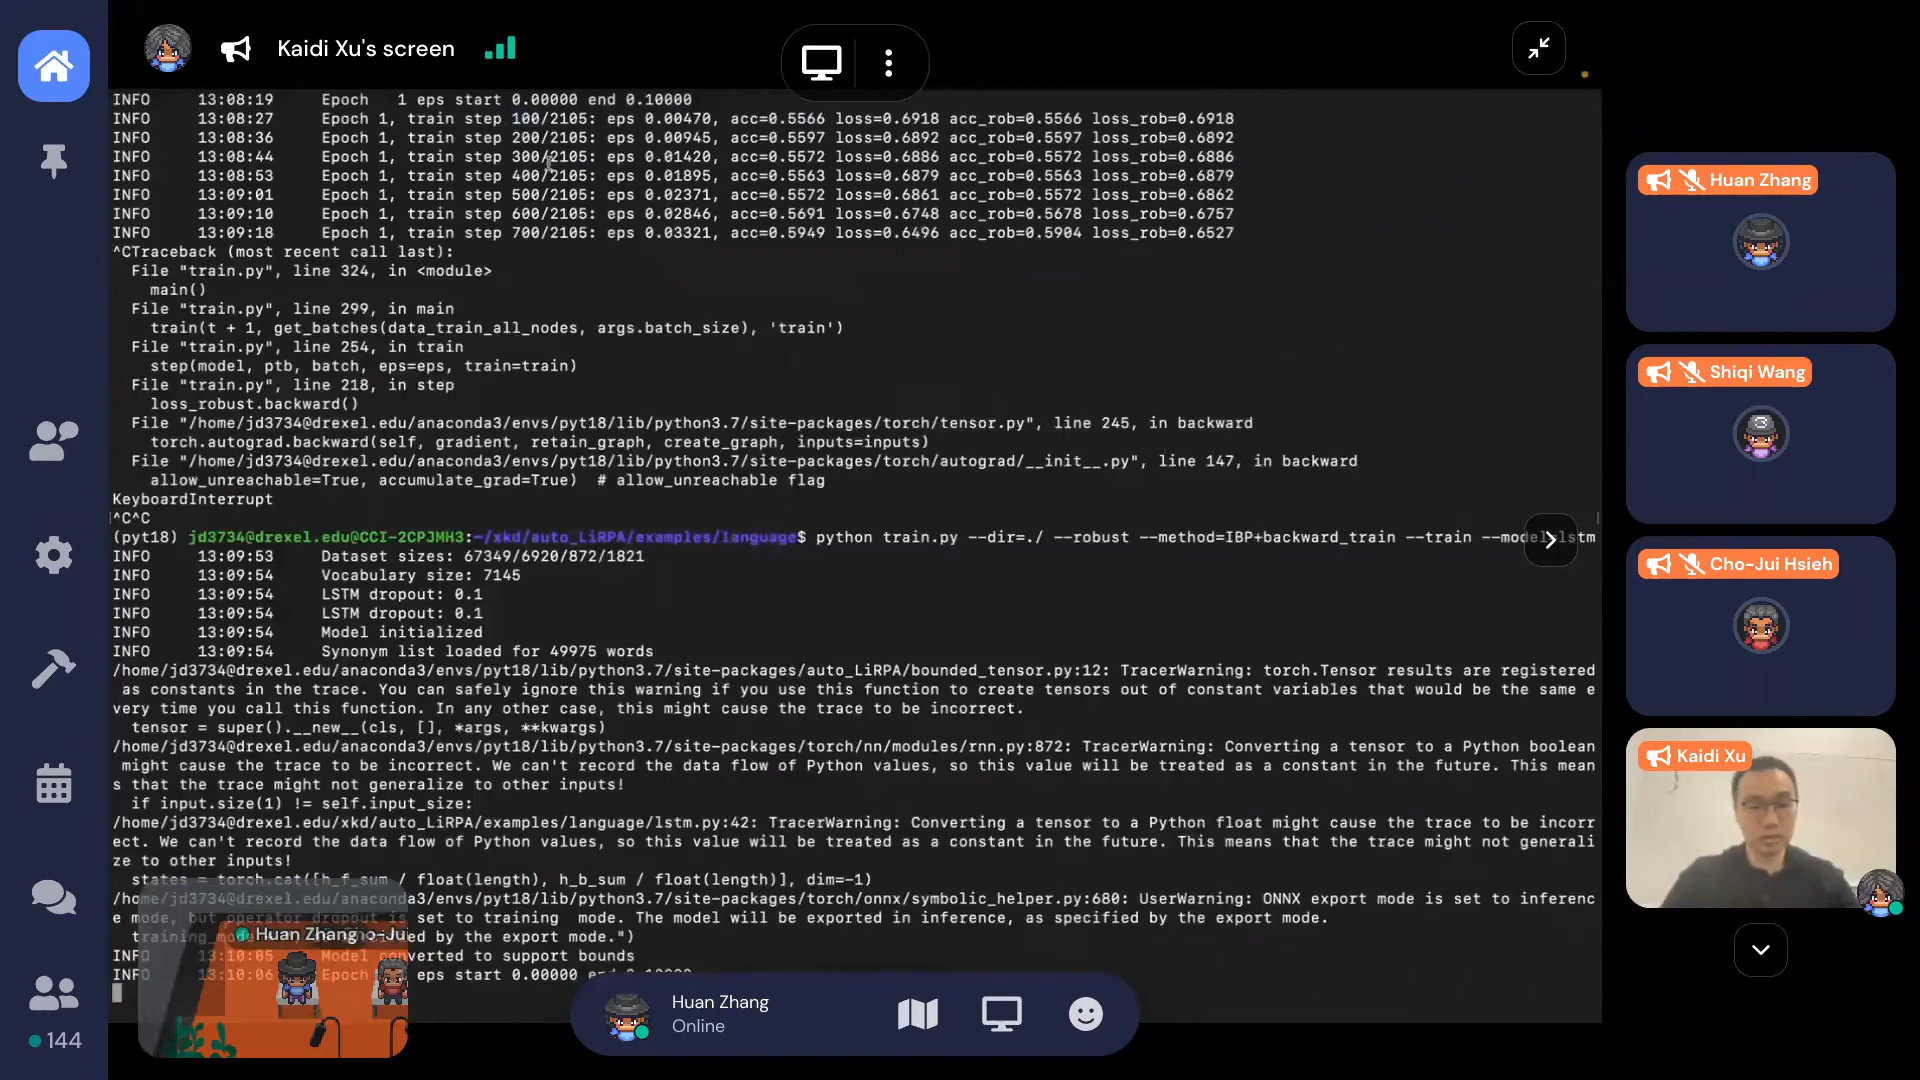 Kaidi Xu's screen
INFO 13:08:19 Epoch 1 eps start 0.00000 end 0.10000
INFO 13:08:27 Epoch 1, train step 100/2105: eps 0.00470, acc=0.5566 loss=0.6918 acc_rob=0.5566 loss_rob=0.6918
INFO 13:08:36 Epoch 1, train step 200/2105: eps 0.00945, acc=0.5597 loss=0.6892 acc_rob=0.5597 loss_rob=0.6892
INFO 13:08:44 Epoch 1, train step 300/2105: eps 0.01420, acc=0.5572 loss=0.6886 acc_rob=0.5572 loss_rob=0.6886
INFO 13:08:53 Epoch 1, train step 400/2105: eps 0.01895, acc=0.5563 loss=0.6879 acc_rob=0.5563 loss_rob=0.6879
INFO 13:09:01 Epoch 1, train step 500/2105: eps 0.02371, acc=0.5572 loss=0.6861 acc_rob=0.5572 loss_rob=0.6862
INFO 13:09:10 Epoch 1, train step 600/2105: eps 0.02846, acc=0.5691 loss=0.6748 acc_rob=0.5678 loss_rob=0.6757
INFO 13:09:18 Epoch 1, train step 700/2105: eps 0.03321, acc=0.5949 loss=0.6496 acc_rob=0.5904 loss_rob=0.6527
^CTraceback (most recent call last):
File "train.py", line 324, in <module>
main()
File "train.py", line 299, in main
train(t + 1, get_batches(data_train_all_nodes, args.batch_size), 'train')
File "train.py", line 254, in train
step(model, ptb, batch, eps=eps, train=train)
File "train.py", line 218, in step
loss_robust.backward()
File "/home/jd3734@drexel.edu/anaconda3/envs/pyt18/lib/python3.7/site-packages/torch/tensor.py", line 245, in backward
torch.autograd.backward(self, gradient, retain_graph, create_graph, inputs=inputs)
File "/home/jd3734@drexel.edu/anaconda3/envs/pyt18/lib/python3.7/site-packages/torch/autograd/__init__.py", line 147, in backward
allow_unreachable=True, accumulate_grad=True) # allow_unreachable flag
KeyboardInterrupt
^C^C
(pyt18) jd3734@drexel.edu@CCI-2CPJMH3:~/xkd/auto_LiRPA/examples/language$ python train.py --dir=./ --robust --method=IBP+backward_train --train --model lstm
INFO 13:09:53 Dataset sizes: 67349/6920/872/1821
INFO 13:09:54 Vocabulary size: 7145
INFO 13:09:54 LSTM dropout: 0.1
INFO 13:09:54 LSTM dropout: 0.1
INFO 13:09:54 Model initialized
INFO 13:09:54 Synonym list loaded for 49975 words
/home/jd3734@drexel.edu/anaconda3/envs/pyt18/lib/python3.7/site-packages/auto_LiRPA/bounded_tensor.py:12: TracerWarning: torch.Tensor results are registered
as constants in the trace. You can safely ignore this warning if you use this function to create tensors out of constant variables that would be the same e
very time you call this function. In any other case, this might cause the trace to be incorrect.
tensor = super().__new__(cls, [], *args, **kwargs)
/home/jd3734@drexel.edu/anaconda3/envs/pyt18/lib/python3.7/site-packages/torch/nn/modules/rnn.py:872: TracerWarning: Converting a tensor to a Python boolean
might cause the trace to be incorrect. We can't record the data flow of Python values, so this value will be treated as a constant in the future. This mean
s that the trace might not generalize to other inputs!
if input.size(1) != self.input_size:
/home/jd3734@drexel.edu/xkd/auto_LiRPA/examples/language/lstm.py:42: TracerWarning: Converting a tensor to a Python float might cause the trace to be incorr
ect. We can't record the data flow of Python values, so this value will be treated as a constant in the future. This means that the trace might not generali
ze to other inputs!
states = torch.cat([h_f_sum / float(length), h_b_sum / float(length)], dim=-1)
/home/jd3734@drexel.edu/anaconda3/envs/pyt18/lib/python3.7/site-packages/torch/onnx/symbolic_helper.py:680: UserWarning: ONNX export mode is set to inferenc
e mode, but operator dropout is set to training mode. The model will be exported in inference, as specified by the export mode.
by the export mode.")
INFO 13:10:05 Model converted to support bounds
INFO 13:10:06 Epoch eps start 0.00000
Huan Zhang
Shiqi Wang
Cho-Jui Hsieh
Kaidi Xu
Huan Zhang
o-Ju
Huan Zhang
Online
144